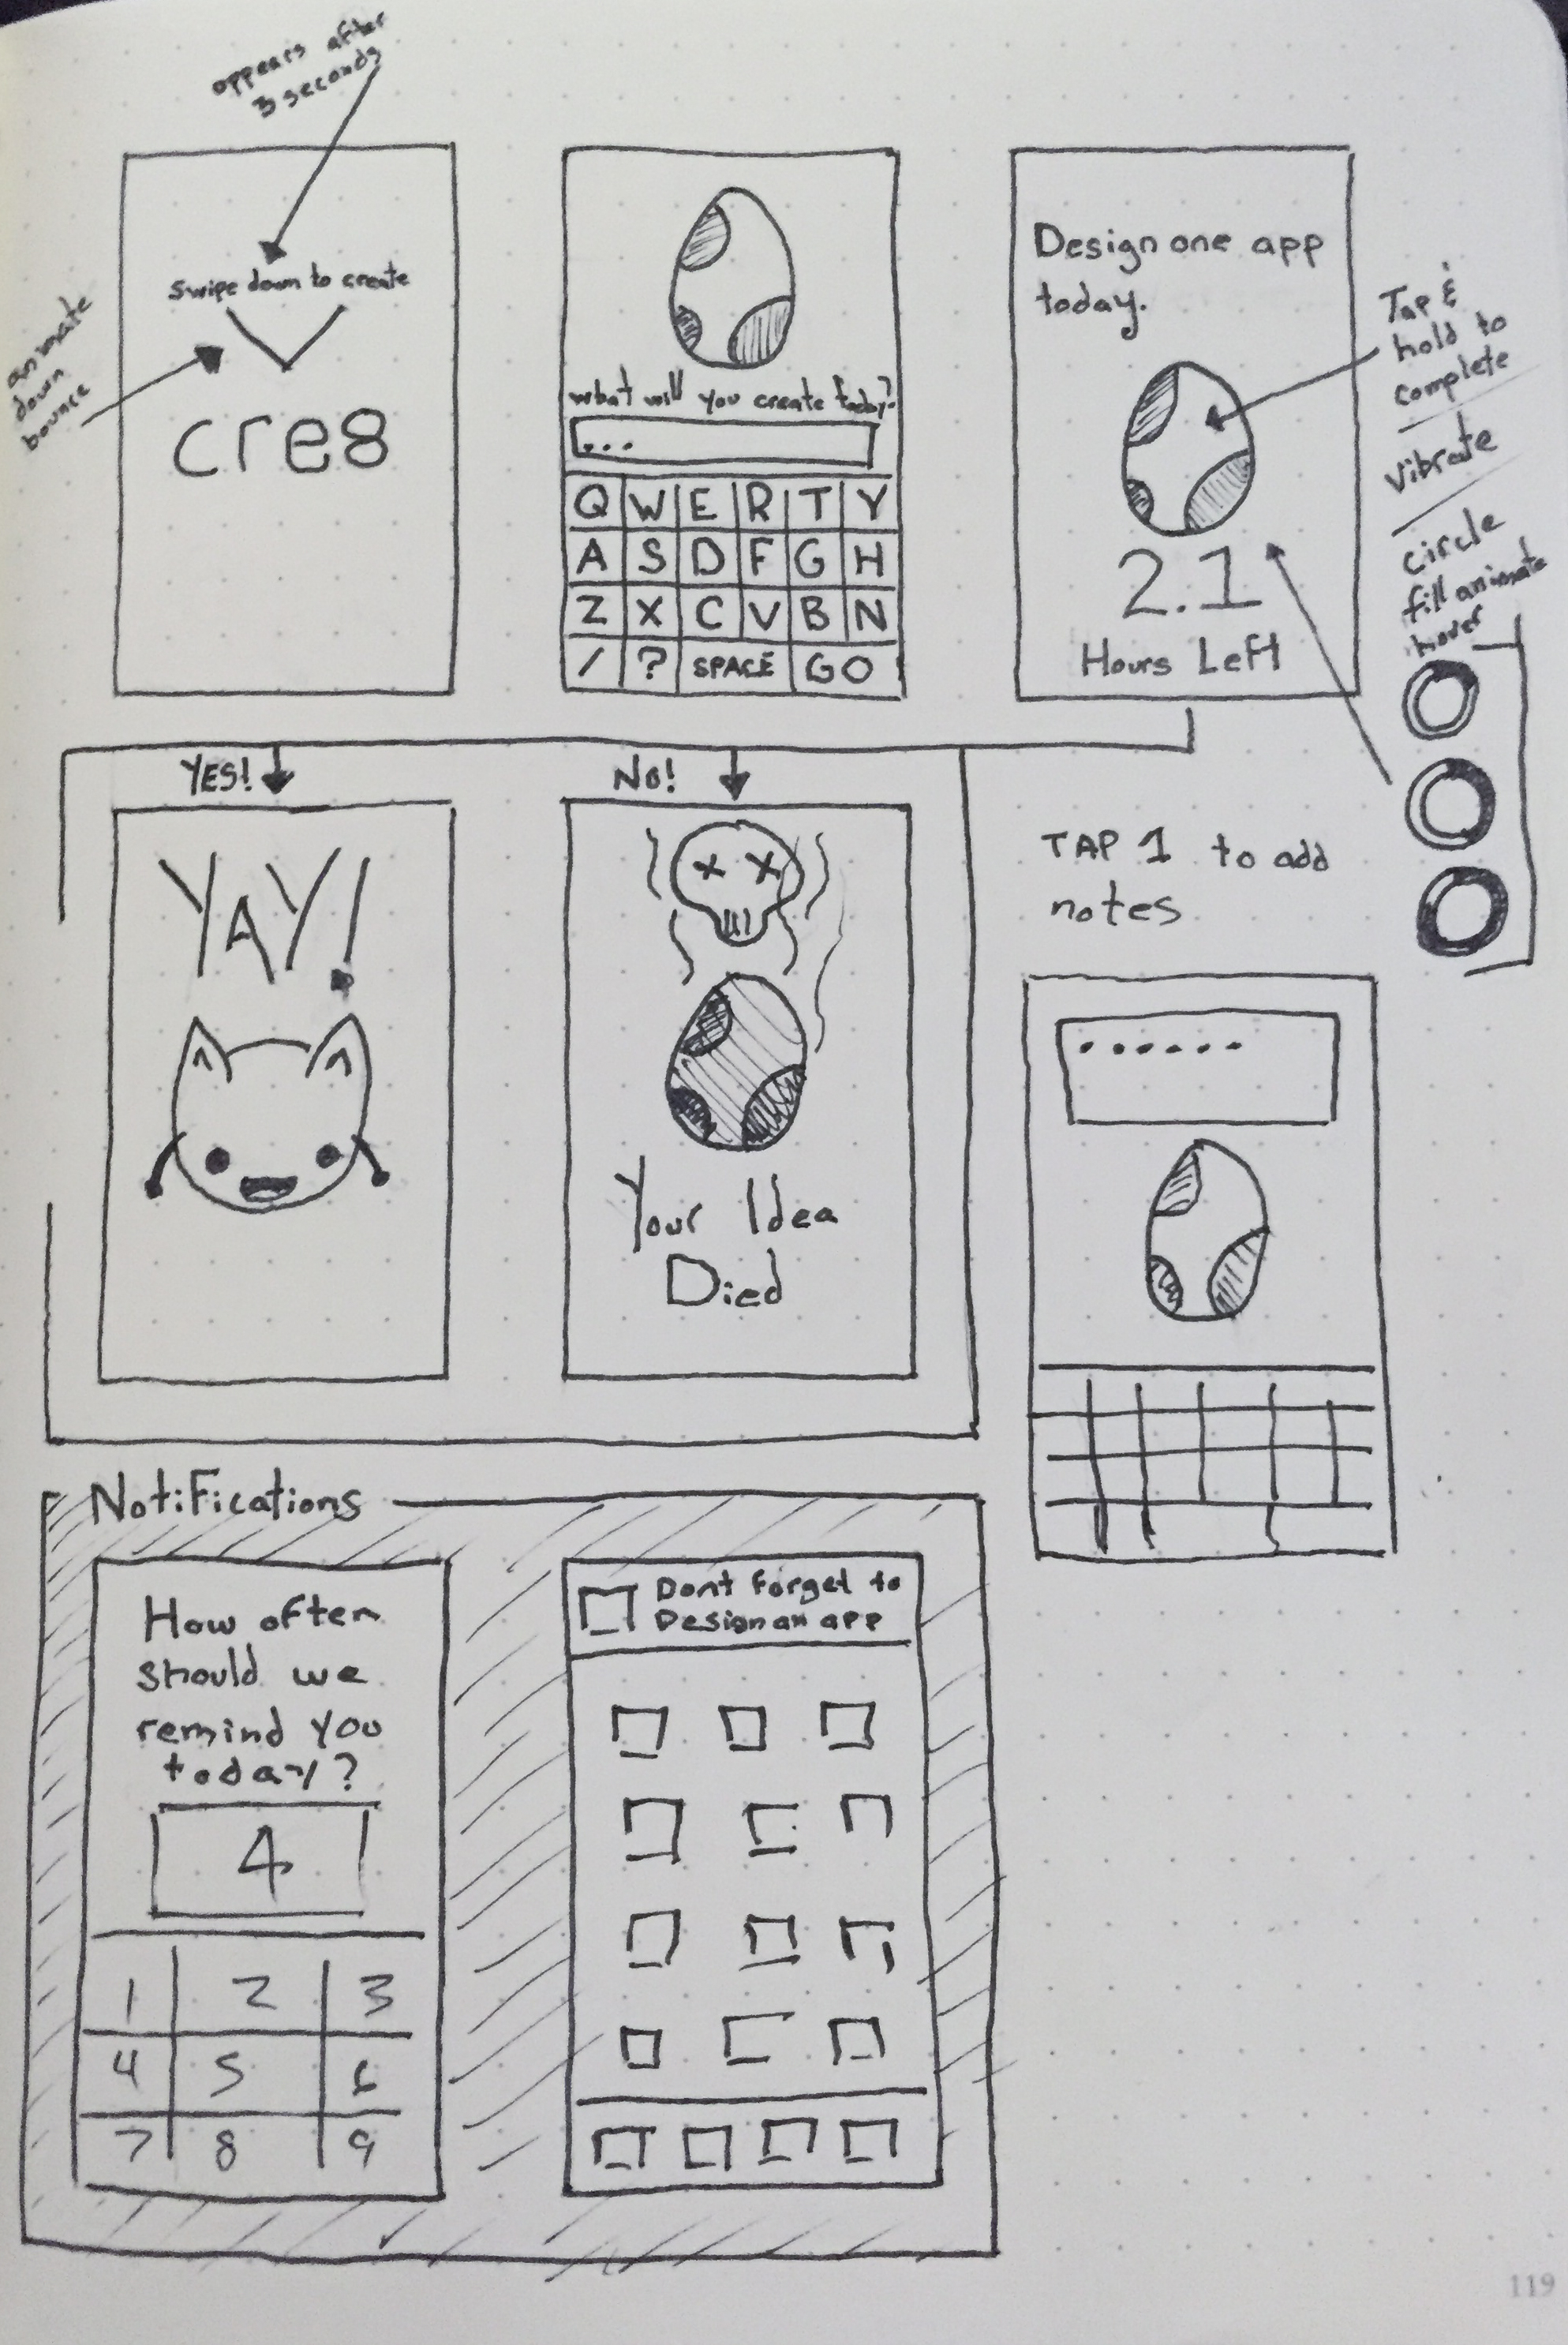 appears after
3 seconds
Swipe down to create
animate
down
bounce
cre8
what will you create today?
...
Q W E R T Y
A S D F G H
Z X C V B N
/ ? SPACE GO
Design one app
today.
2.1
Hours Left
Tap &
hold to
complete
vibrate
circle
fill animate
hover
YES!
NO!
YAY!
Your Idea
Died
TAP 1 to add
notes
......
Notifications
How often
should we
remind you
today?
4
1 2 3
4 5 6
7 8 9
Dont forget to
Design an app
119